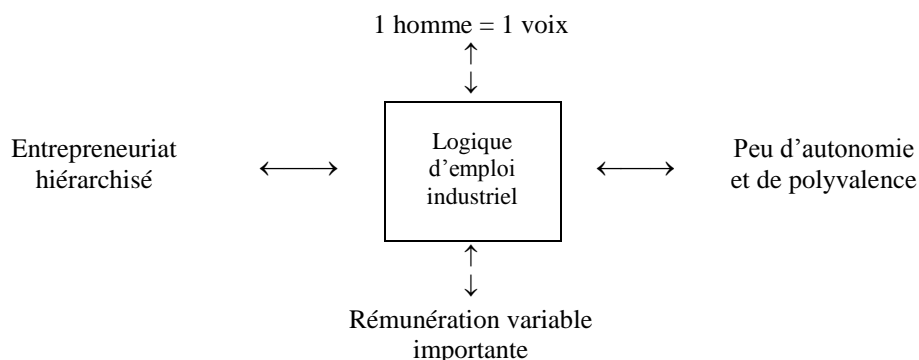 1 homme = 1 voix
Entrepreneuriat
hiérarchisé
Logique
d’emploi
industriel
Peu d’autonomie
et de polyvalence
Rémunération variable
importante